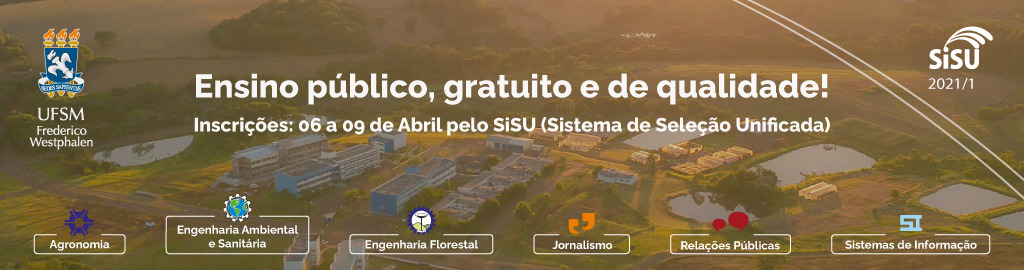 UFSM
Frederico
Westphalen
Ensino público, gratuito e de qualidade!
Inscrições: 06 a 09 de Abril pelo SiSU (Sistema de Seleção Unificada)
SiSU
2021/1
Agronomia
Engenharia Ambiental
e Sanitária
Engenharia Florestal
Jornalismo
Relações Públicas
SI
Sistemas de Informação